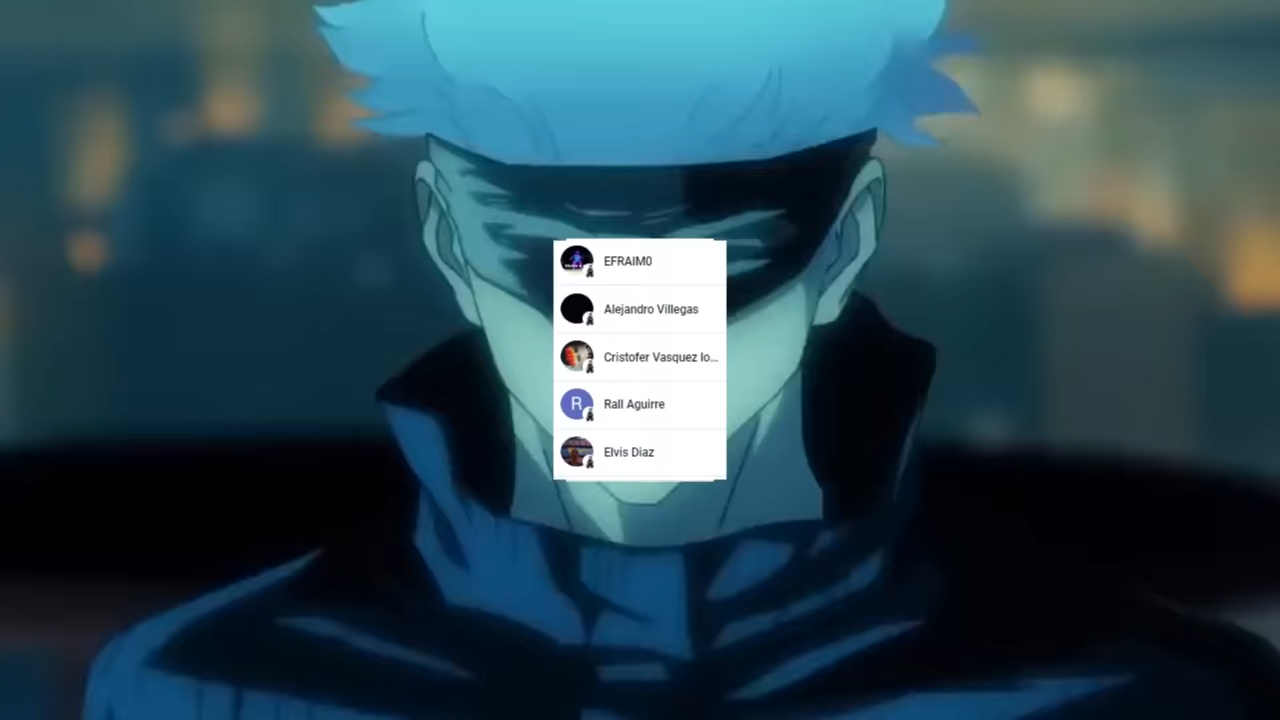 EFRAIM0
Alejandro Villegas
Cristofer Vasquez lo...
R
Rall Aguirre
Elvis Diaz